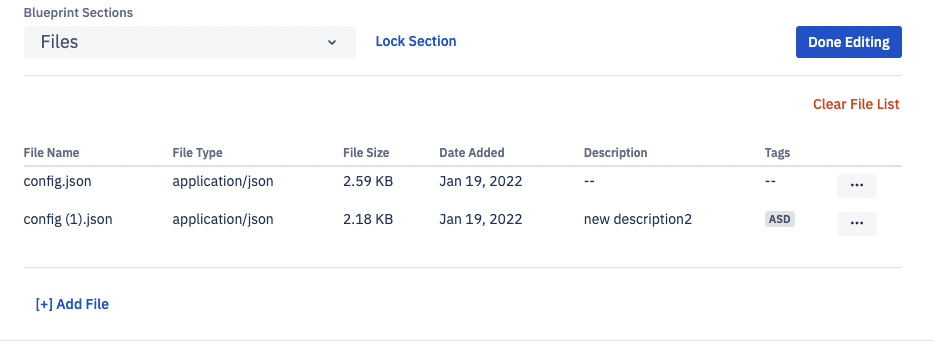 Blueprint Sections
Files Lock Section Done Editing
Clear File List
File Name File Type File Size Date Added Description Tags
config.json application/json 2.59 KB Jan 19, 2022 -- -- •••
config (1).json application/json 2.18 KB Jan 19, 2022 new description2 ASD •••
[+] Add File